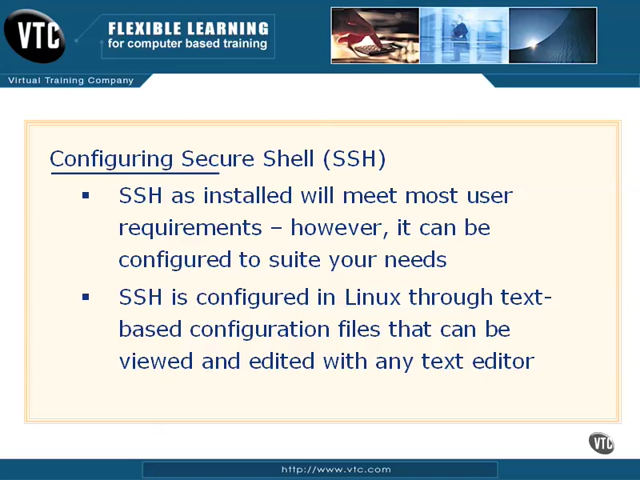 VTC
FLEXIBLE LEARNING
for computer based training
Virtual Training Company
Configuring Secure Shell (SSH)
▪ SSH as installed will meet most user
requirements – however, it can be
configured to suite your needs
▪ SSH is configured in Linux through text-
based configuration files that can be
viewed and edited with any text editor
VTC
http://www.vtc.com